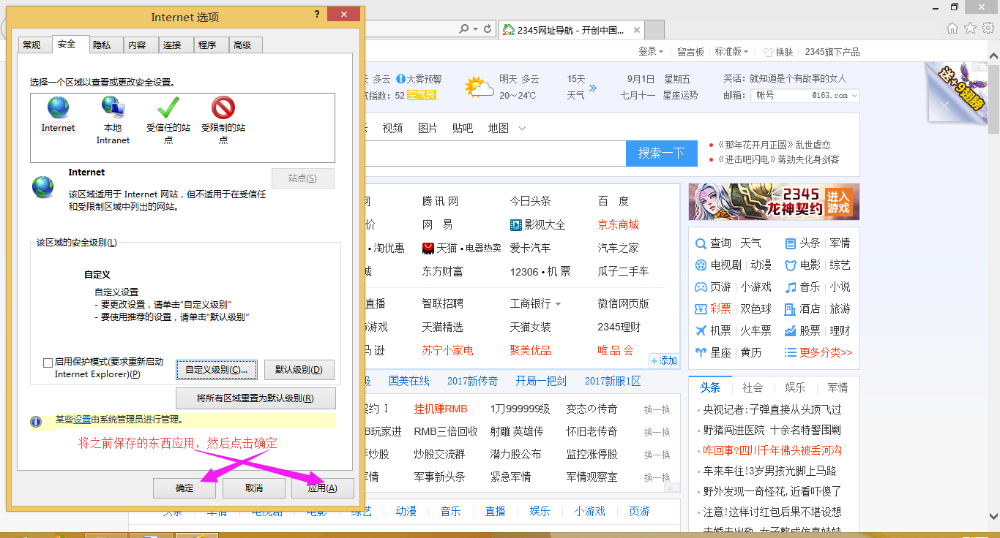 Internet 选项
?
常规 安全 隐私 内容 连接 程序 高级
选择一个区域以查看或更改安全设置。
Internet
本地
Intranet
受信任的站
点
受限制的站
点
Internet
站点(S)
该区域适用于 Internet 网站，但不适用于在受信任
和受限制区域中列出的网站。
该区域的安全级别(L)
自定义
自定义设置
- 要更改设置，请单击“自定义级别”
- 要使用推荐的设置，请单击“默认级别”
启用保护模式(要求重新启动
Internet Explorer)(P)
自定义级别(C)...
默认级别(D)
将所有区域重置为默认级别(R)
某些设置由系统管理员进行管理。
将之前保存的东西应用，然后点击确定
确定 取消 应用(A)
2345网址导航 - 开创中国...
登录 留言板 标准版 换肤 2345旗下产品
多云 大雾预警
气指数: 52 空气良
明天 多云
20～24℃
15天
天气
9月1日 星期五
七月十一 星座运势
笑话: 就知道是个有故事的女人
邮箱: 帐号 @163.com
广告
送+9翅膀
视频 图片 贴吧 地图
搜索一下
《那年花开月正圆》乱世虐恋
《进击吧闪电》蒋劲夫化身剑客
网 腾讯网 今日头条 百 度
价 网 易 影视大全 京东商城
• 淘优惠 天猫 • 电器热卖 爱卡汽车 汽车之家
城 东方财富 12306 • 机 票 瓜子二手车
直播 智联招聘 工商银行 微信网页版
游戏 天猫精选 天猫女装 2345理财
马 逊 苏宁小家电 聚美优品 唯 品 会
+添加
国美在线 2017新传奇 开局一把剑 2017新服1区
契约 I 挂机赚RMB 1刀999999级 变态の传奇 换一换
B玩家进 RMB三倍回收 射雕 英雄传 怀旧老传奇 换一换
手炒股 炒股交流群 潜力股公布 监控涨停股 换一换
军事新头条 紧急军情 军情观察室 换一换
广告
头条 军情 电视剧 电影 综艺 动漫 音乐 直播 娱乐 小游戏 页游
2345
龙神契约
进入
游戏
查询 天气 头条 军情
电视剧 动漫 电影 综艺
页游 小游戏 音乐 小说
彩票 双色球 酒店 旅游
机票 火车票 股票 理财
星座 黄历 更多分类>>
头条 社会 娱乐 军情
央视记者:子弹直接从头顶飞过
野猪闯进医院 十余名特警围剿
咋回事?四川千年佛头被丢河沟
车来车往!3岁男孩光脚上马路
野外发现一奇怪花,近看吓傻了
注意!这样讨红包后果不堪设想